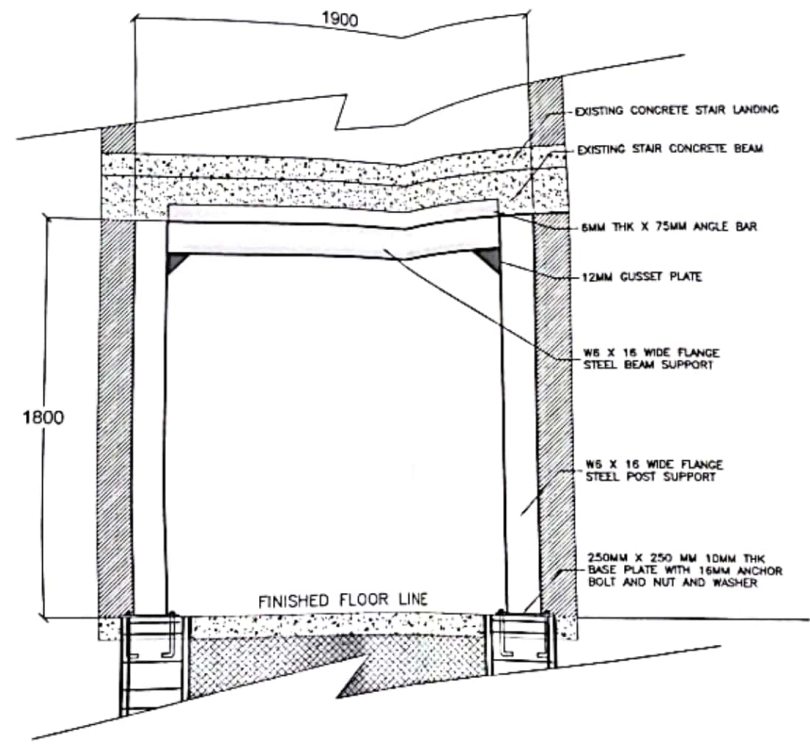 1900
EXISTING CONCRETE STAIR LANDING
EXISTING STAIR CONCRETE BEAM
6MM THK X 75MM ANGLE BAR
12MM GUSSET PLATE
W6 X 16 WIDE FLANGE
STEEL BEAM SUPPORT
1800
W6 X 16 WIDE FLANGE
STEEL POST SUPPORT
250MM X 250 MM 10MM THK
BASE PLATE WITH 16MM ANCHOR
BOLT AND NUT AND WASHER
FINISHED FLOOR LINE